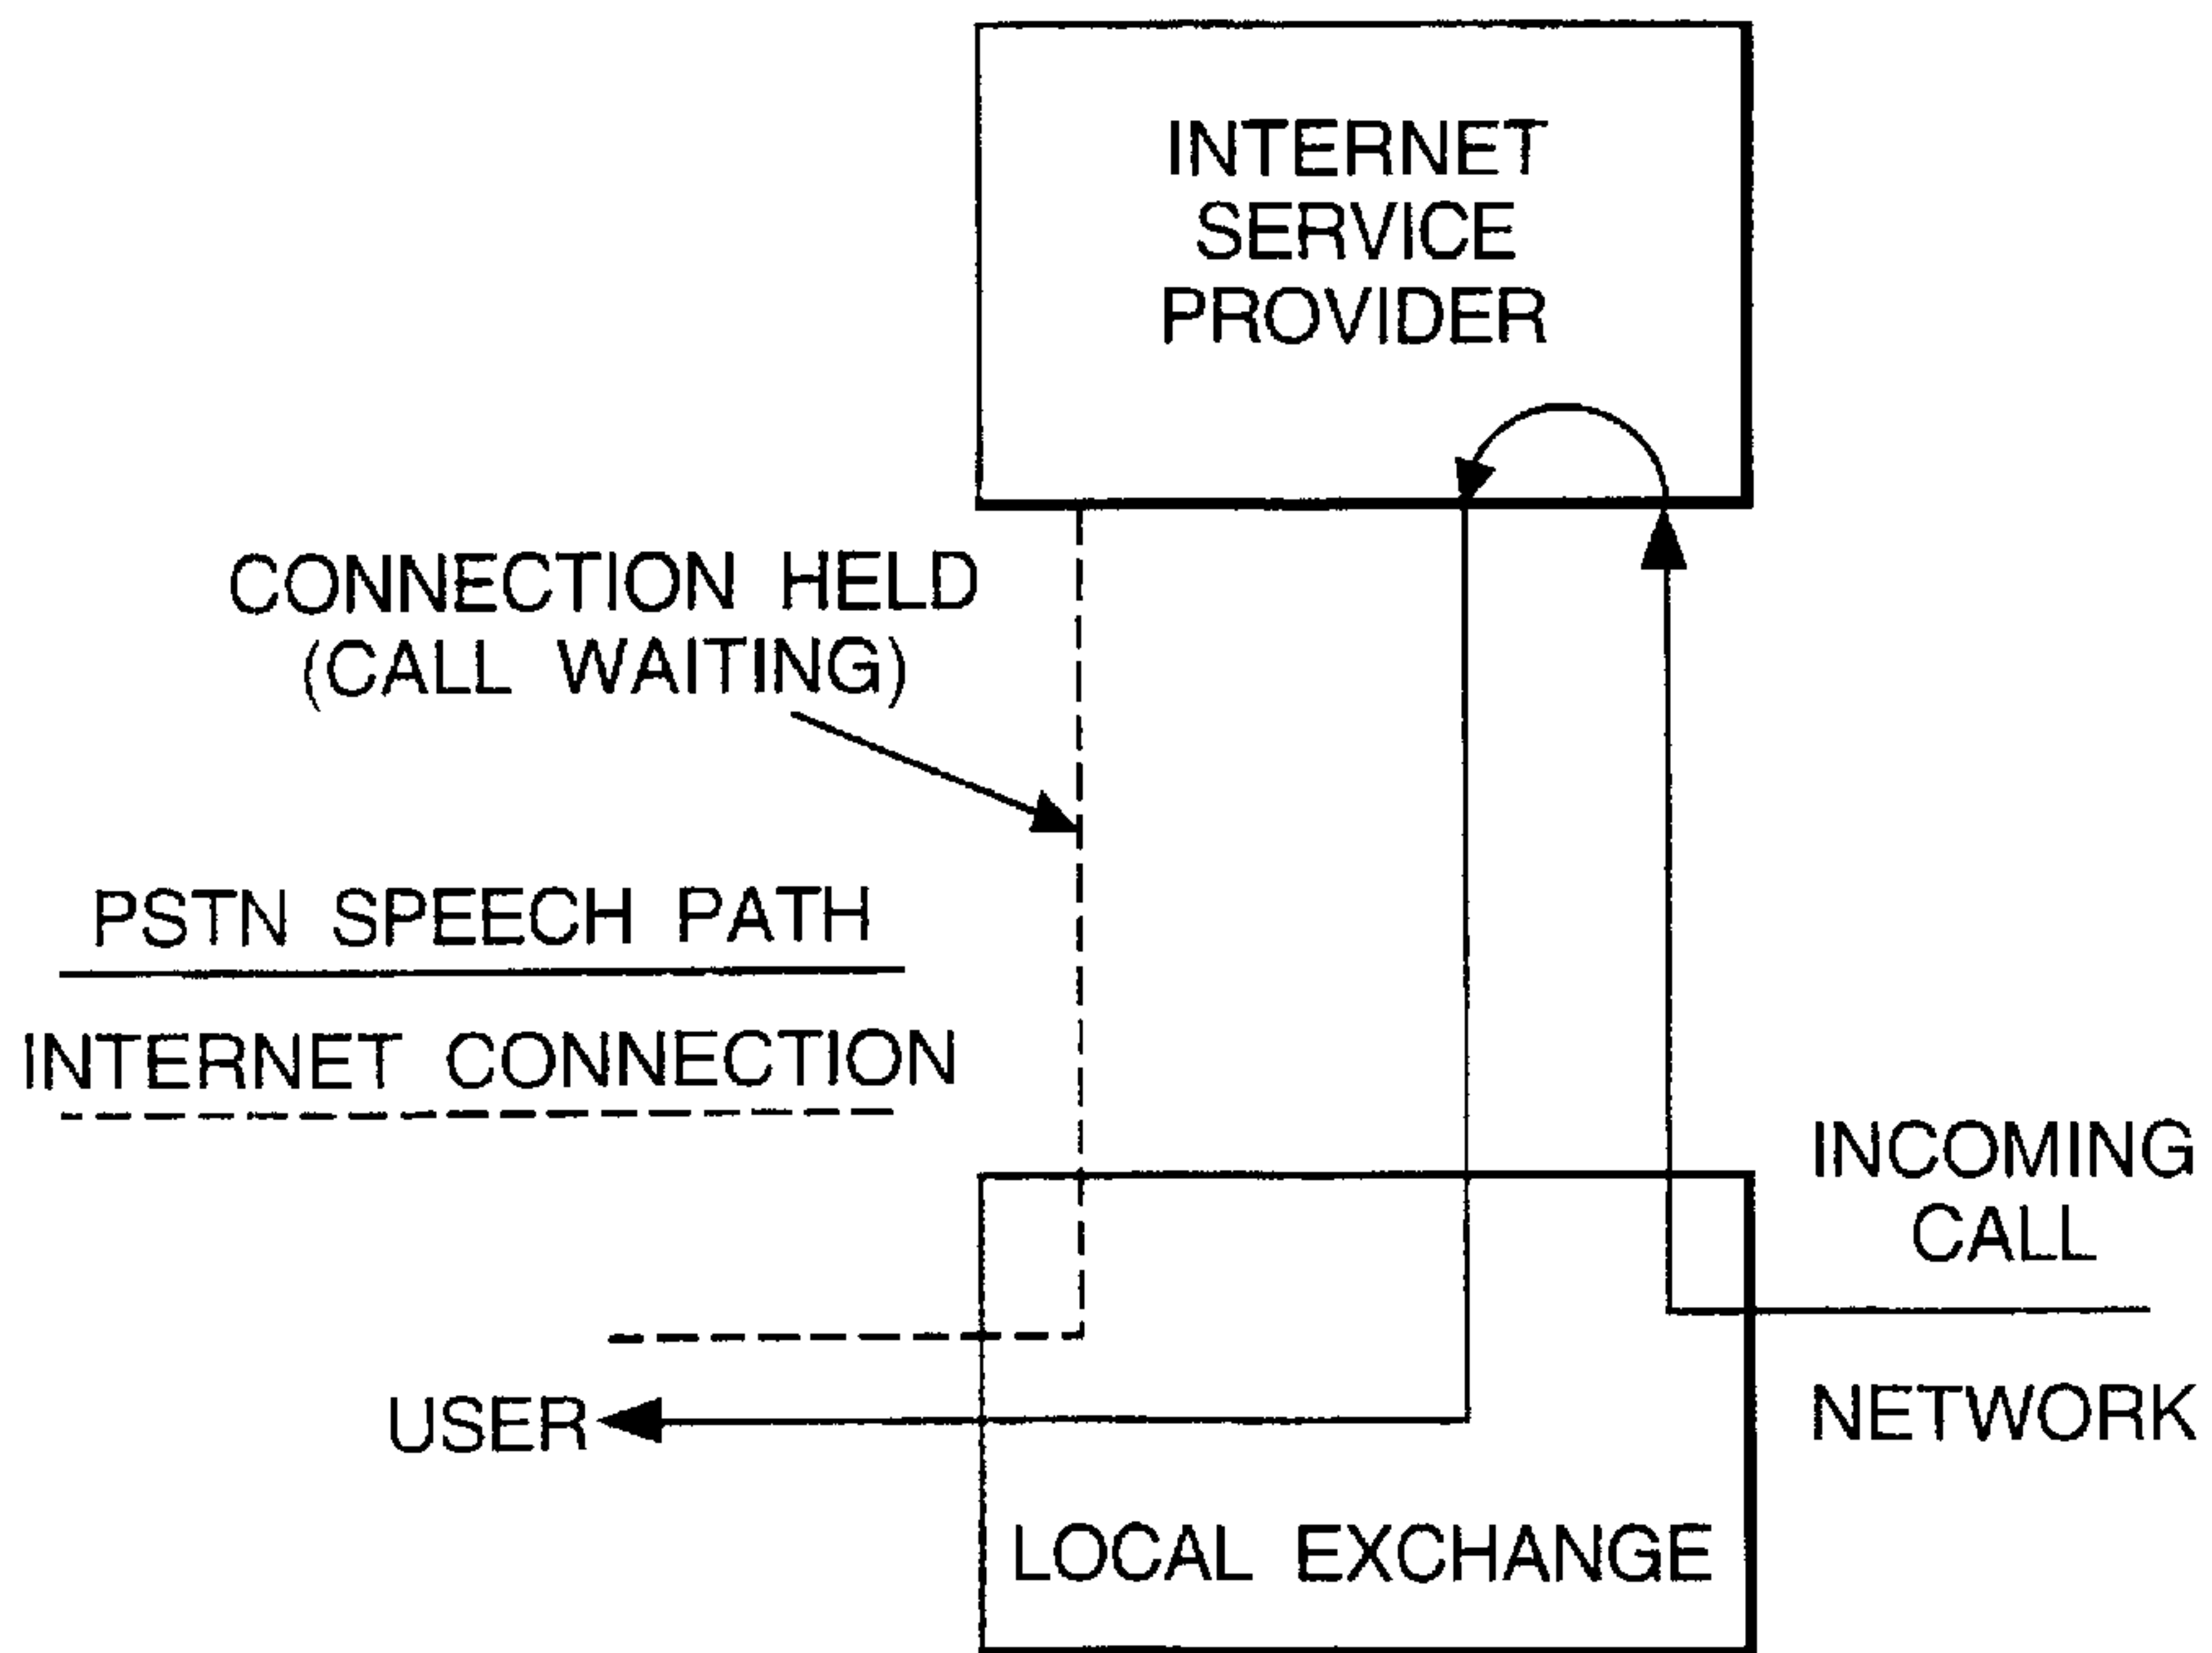 INTERNET
SERVICE
PROVIDER
CONNECTION HELD
(CALL WAITING)
PSTN SPEECH PATH
INTERNET CONNECTION
INCOMING
CALL
USER
NETWORK
LOCAL EXCHANGE